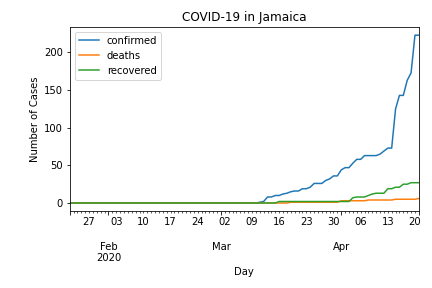 COVID-19 in Jamaica
confirmed
deaths
recovered
Number of Cases
200
150
100
50
0
27 03 10 17 24 02 09 16 23 30 06 13 20
Feb Mar Apr
2020
Day